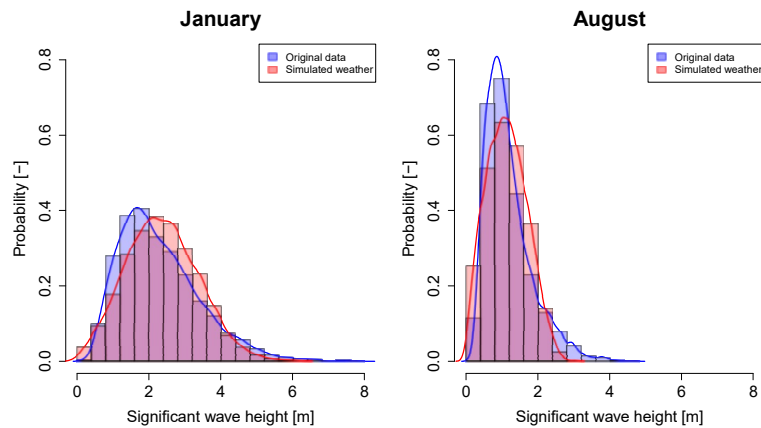 January
Original data
Simulated weather
Probability [−]
0.0
0.2
0.4
0.6
0.8
0
2
4
6
8
Significant wave height [m]
August
Original data
Simulated weather
Probability [−]
0.0
0.2
0.4
0.6
0.8
0
2
4
6
8
Significant wave height [m]